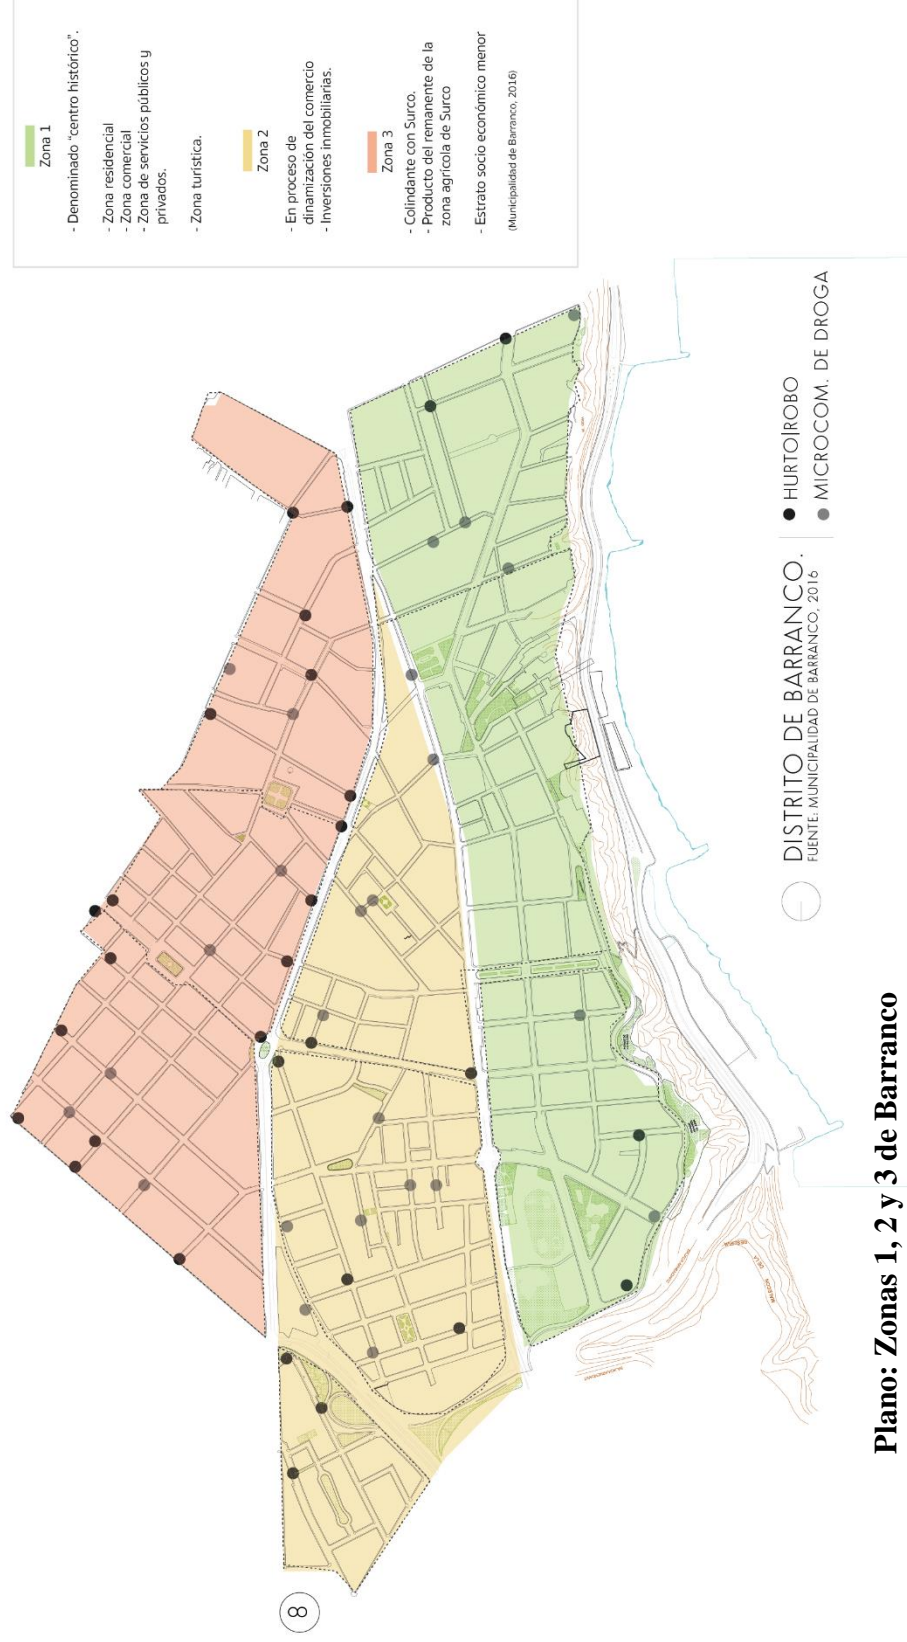 Zona 1
- Denominado "centro histórico".
- Zona residencial
- Zona comercial
- Zona de servicios públicos y
privados.
- Zona turística.
Zona 2
- En proceso de
dinamización del comercio
- Inversiones inmobiliarias.
Zona 3
- Colindante con Surco.
- Producto del remanente de la
zona agrícola de Surco
- Estrato socio económico menor
(Municipalidad de Barranco, 2016)
8
DISTRITO DE BARRANCO.
FUENTE: MUNICIPALIDAD DE BARRANCO, 2016
HURTO|ROBO
MICROCOM. DE DROGA
Plano: Zonas 1, 2 y 3 de Barranco